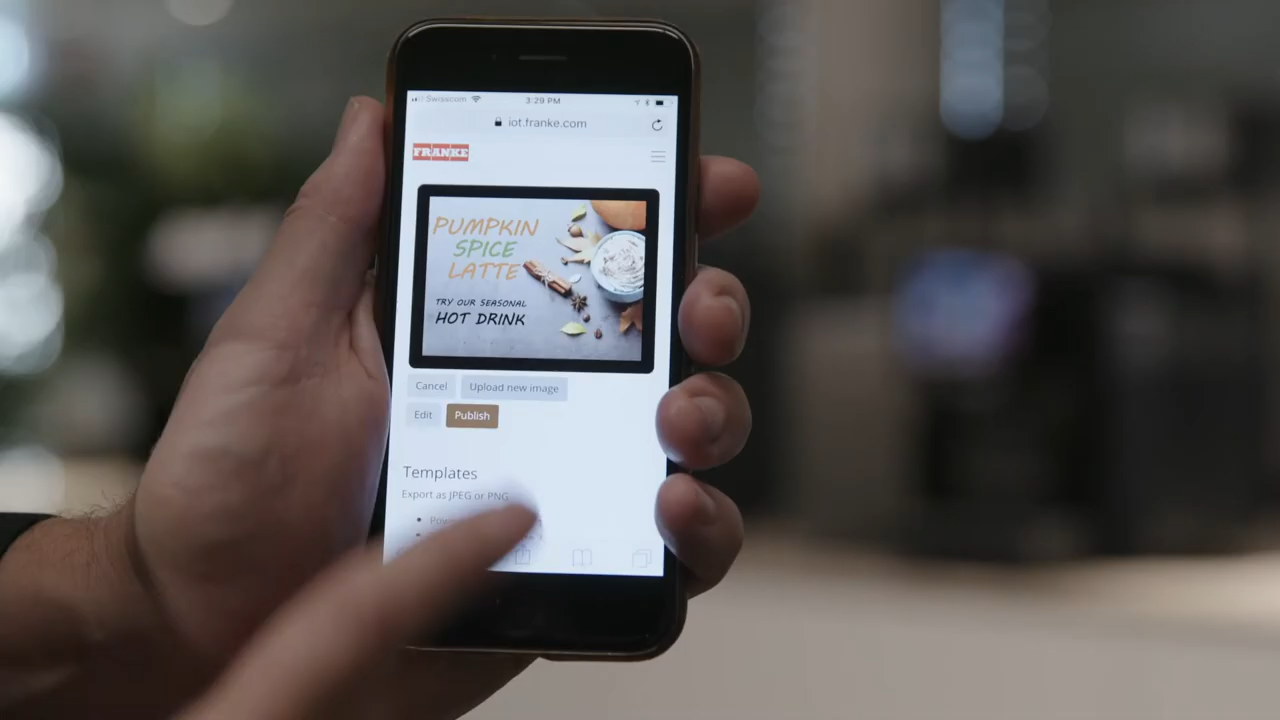 Swisscom 3:29 PM
iot.franke.com
FRANKE
PUMPKIN
SPICE
LATTE
TRY OUR SEASONAL
HOT DRINK
Cancel Upload new image
Edit Publish
Templates
Export as JPEG or PNG